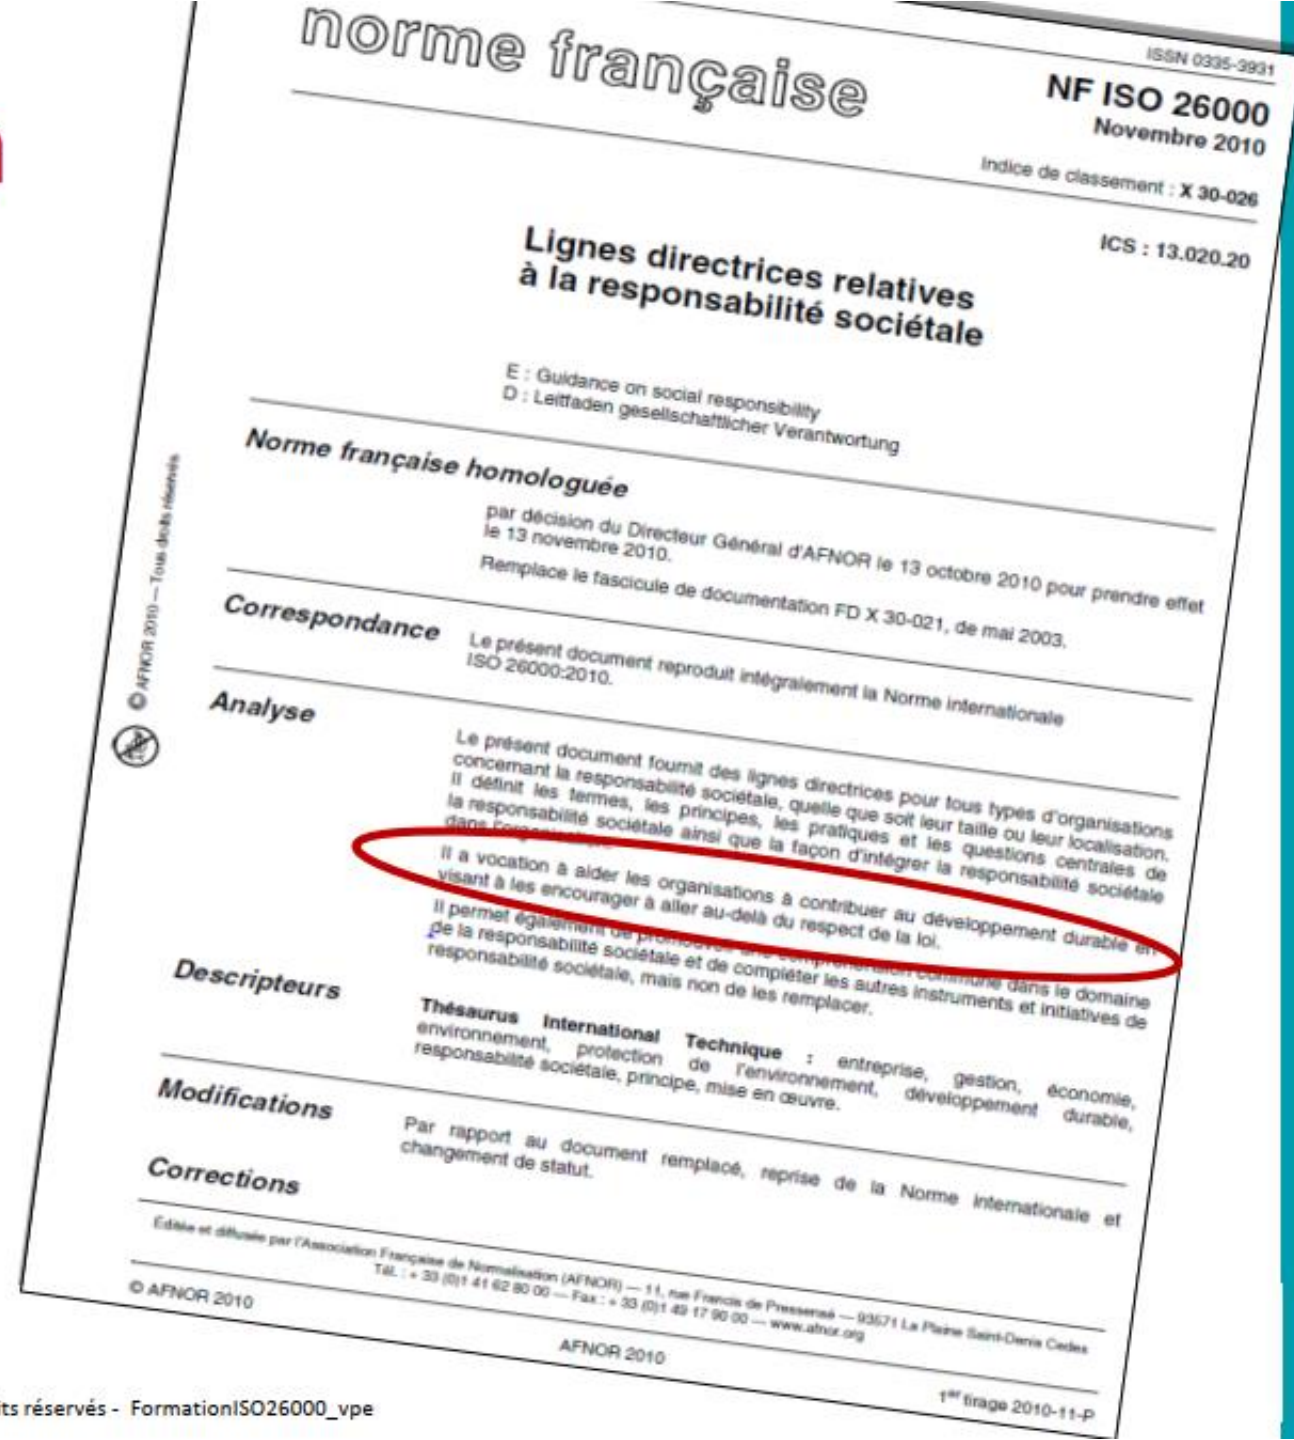 ISSN 0335-3931
norme française
NF ISO 26000
Novembre 2010
Indice de classement : X 30-026
ICS : 13.020.20
Lignes directrices relatives
à la responsabilité sociétale
E : Guidance on social responsibility
D : Leitfaden gesellschaftlicher Verantwortung
Norme française homologuée
par décision du Directeur Général d'AFNOR le 13 octobre 2010 pour prendre effet
le 13 novembre 2010.
Remplace le fascicule de documentation FD X 30-021, de mai 2003.
Correspondance
Le présent document reproduit intégralement la Norme internationale
ISO 26000:2010.
Analyse
Le présent document fournit des lignes directrices pour tous types d'organisations
concernant la responsabilité sociétale, quelle que soit leur taille ou leur localisation.
Il définit les termes, les principes, les pratiques et les questions centrales de
la responsabilité sociétale ainsi que la façon d'intégrer la responsabilité sociétale
dans l'organisation.
Il a vocation à aider les organisations à contribuer au développement durable en
visant à les encourager à aller au-delà du respect de la loi.
Il permet également de promouvoir une compréhension commune dans le domaine
de la responsabilité sociétale et de compléter les autres instruments et initiatives de
responsabilité sociétale, mais non de les remplacer.
Descripteurs
Thésaurus International Technique : entreprise, gestion, économie,
environnement, protection de l'environnement, développement durable,
responsabilité sociétale, principe, mise en œuvre.
Modifications
Par rapport au document remplacé, reprise de la Norme internationale et
changement de statut.
Corrections
Éditée et diffusée par l'Association Française de Normalisation (AFNOR) — 11, rue Francis de Pressensé — 93571 La Plaine Saint-Denis Cedex
Tél. : + 33 (0)1 41 62 80 00 — Fax : + 33 (0)1 49 17 90 00 — www.afnor.org
© AFNOR 2010
AFNOR 2010
1er tirage 2010-11-P
© AFNOR 2010 — Tous droits réservés
its réservés - FormationISO26000_vpe